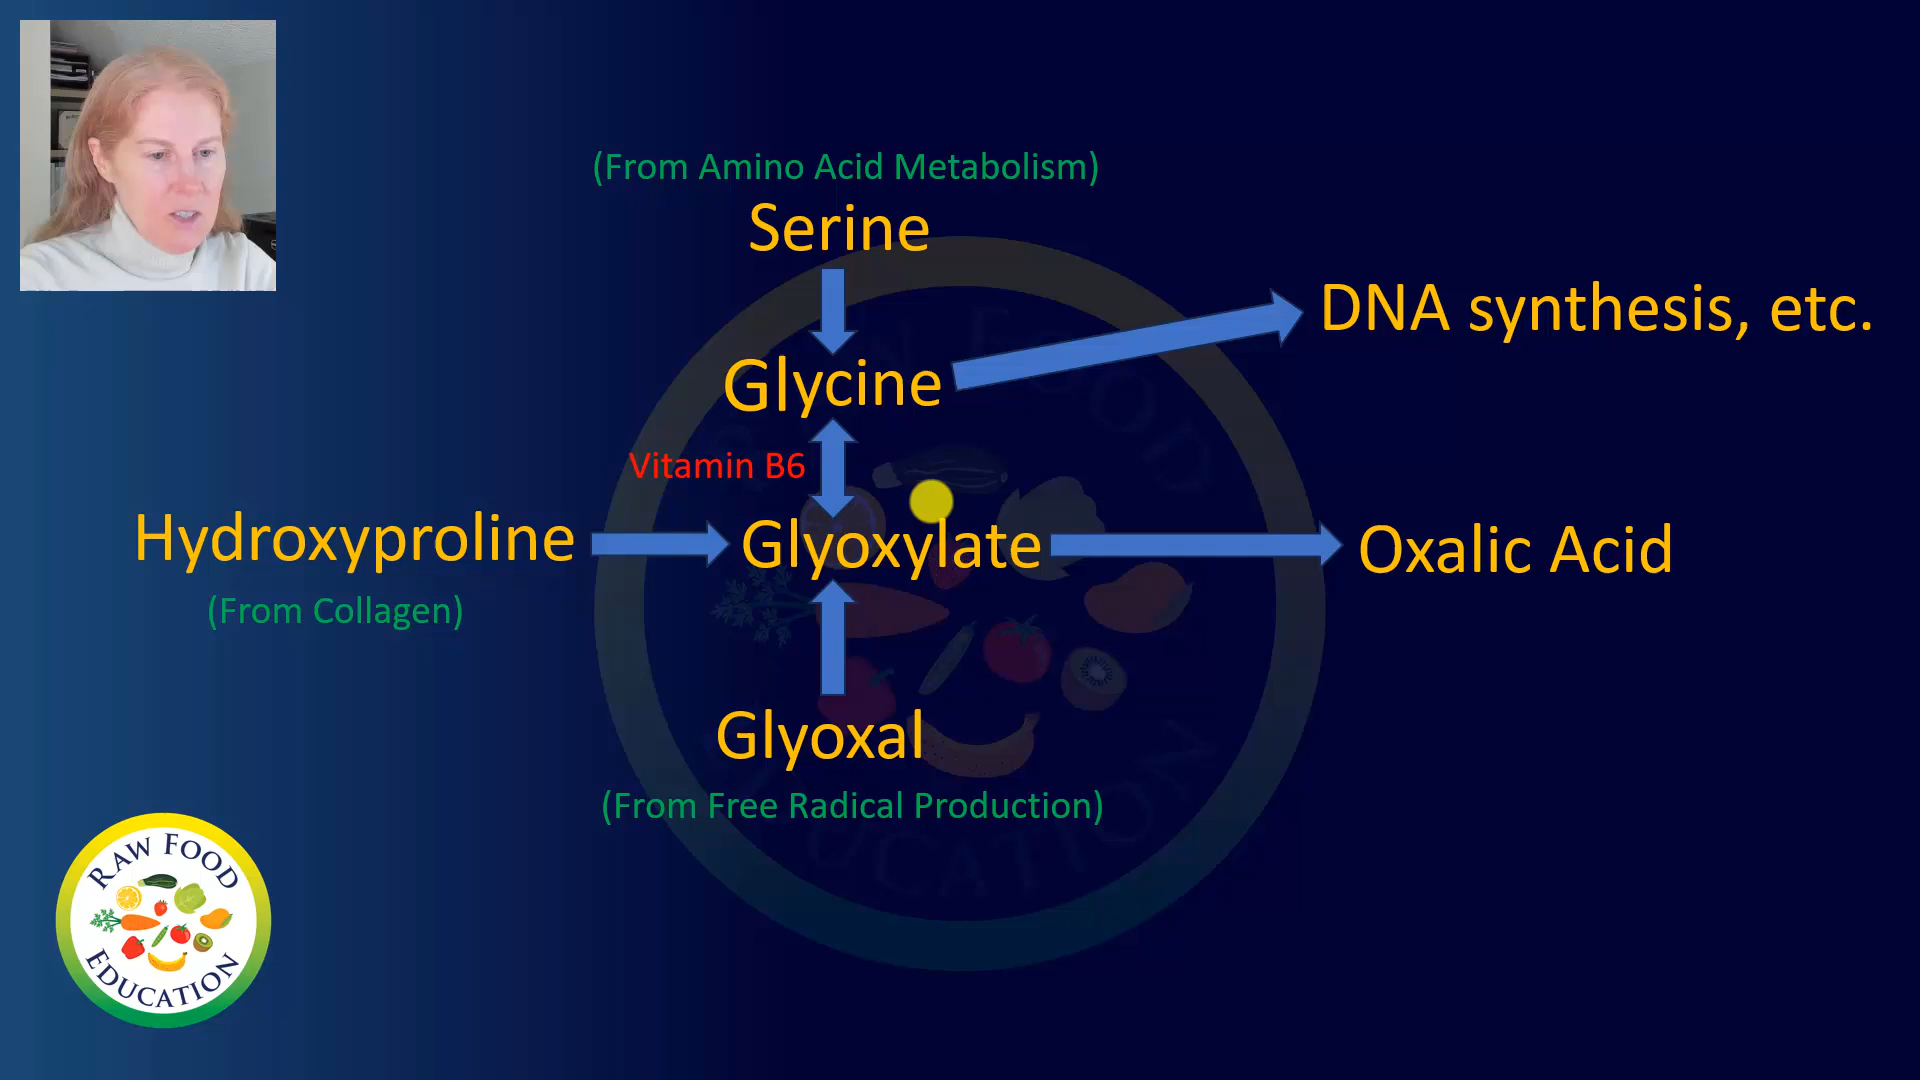 (From Amino Acid Metabolism)
Serine
DNA synthesis, etc.
Glycine
Vitamin B6
Hydroxyproline
Glyoxylate
Oxalic Acid
(From Collagen)
Glyoxal
(From Free Radical Production)
RAW FOOD
EDUCATION